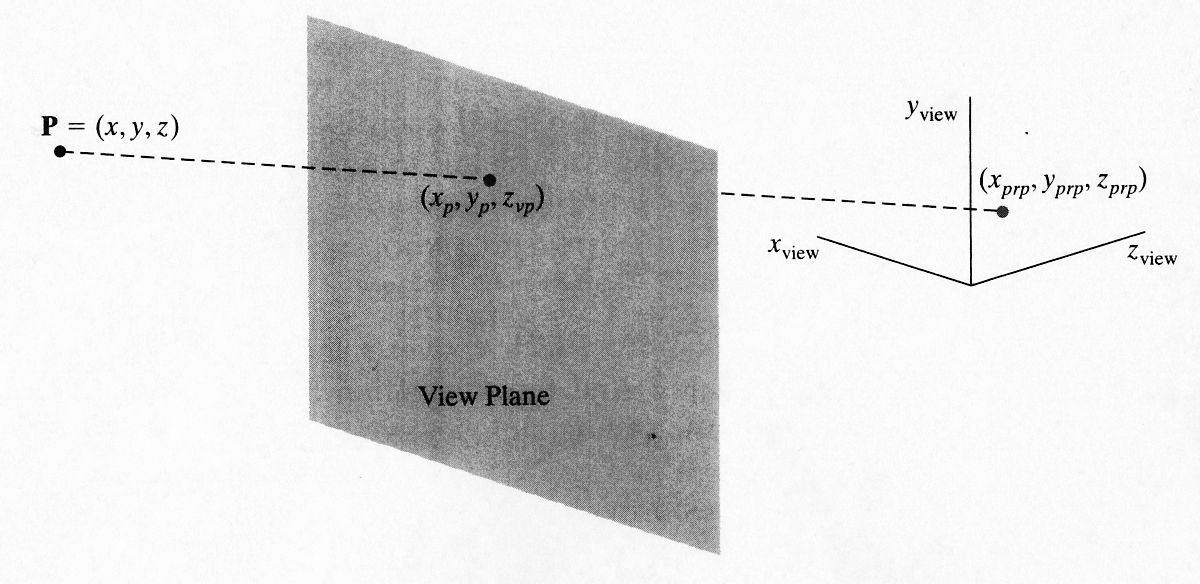 P = (x, y, z)
(x_p, y_p, z_vp)
View Plane
y_view
(x_prp, y_prp, z_prp)
x_view
z_view